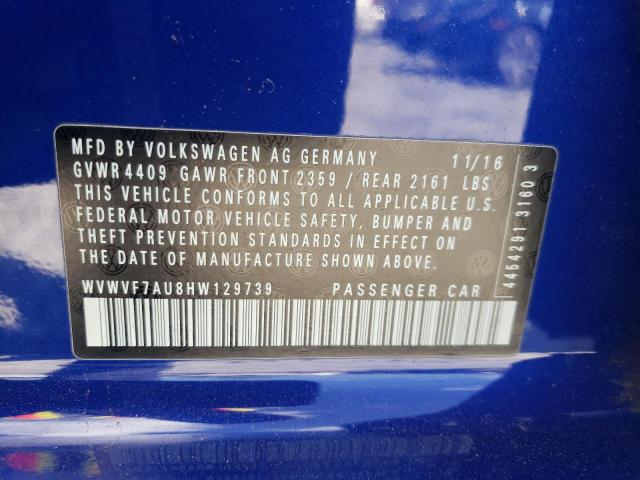 MFD BY VOLKSWAGEN AG GERMANY 11/16
GVWR 4409 GAWR FRONT 2359 / REAR 2161 LBS
THIS VEHICLE CONFORMS TO ALL APPLICABLE U.S.
FEDERAL MOTOR VEHICLE SAFETY, BUMPER AND
THEFT PREVENTION STANDARDS IN EFFECT ON
THE DATE OF MANUFACTURE SHOWN ABOVE.
WVWVF7AU8HW129739 PASSENGER CAR
4454291 3160 3